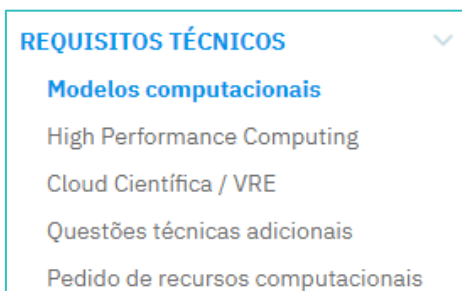 REQUISITOS TÉCNICOS
Modelos computacionais
High Performance Computing
Cloud Científica / VRE
Questões técnicas adicionais
Pedido de recursos computacionais